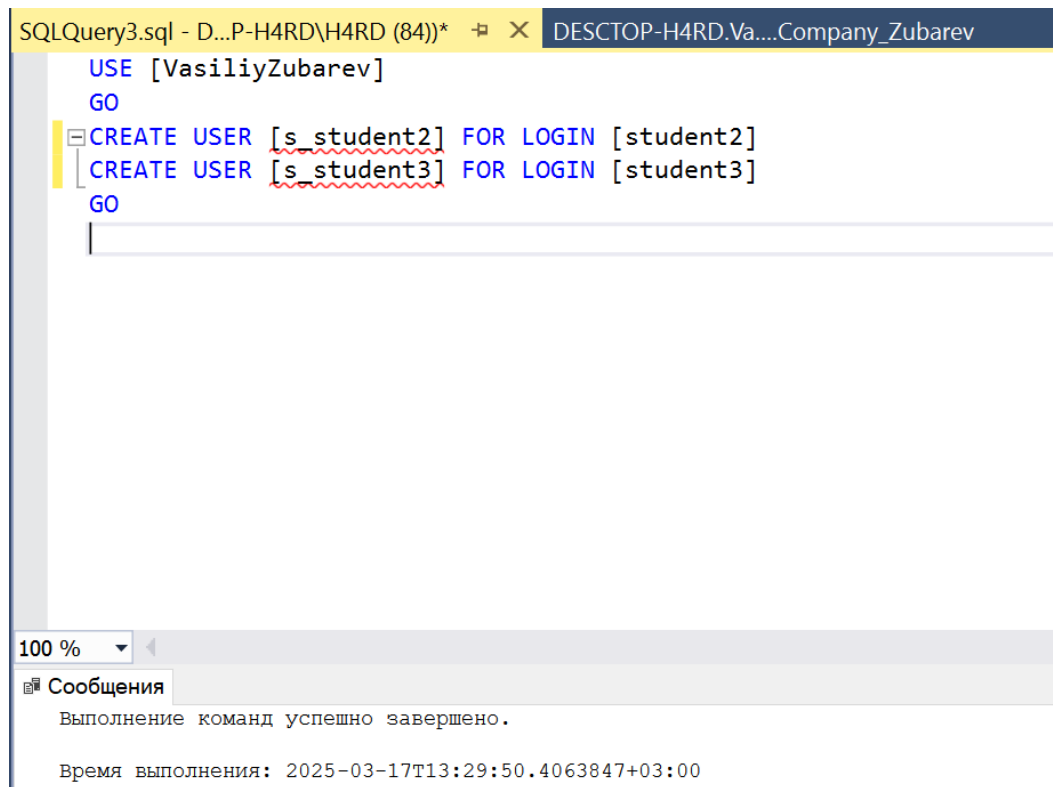 SQLQuery3.sql - D...P-H4RD\H4RD (84))* DESCTOP-H4RD.Va....Company_Zubarev
USE [VasiliyZubarev]
GO
CREATE USER [s_student2] FOR LOGIN [student2]
CREATE USER [s_student3] FOR LOGIN [student3]
GO
100 %
Сообщения
Выполнение команд успешно завершено.
Время выполнения: 2025-03-17T13:29:50.4063847+03:00